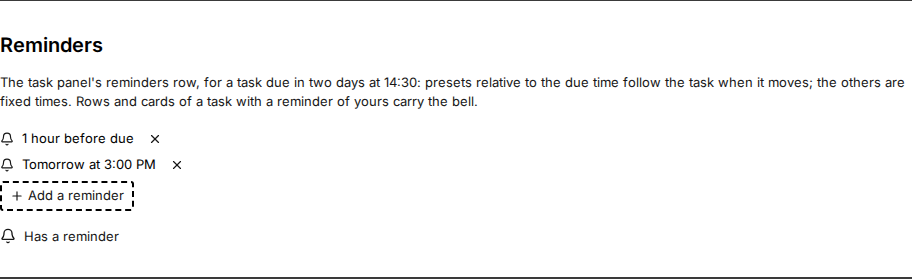 Reminders
The task panel's reminders row, for a task due in two days at 14:30: presets relative to the due time follow the task when it moves; the others are
fixed times. Rows and cards of a task with a reminder of yours carry the bell.
1 hour before due ×
Tomorrow at 3:00 PM ×
+ Add a reminder
Has a reminder